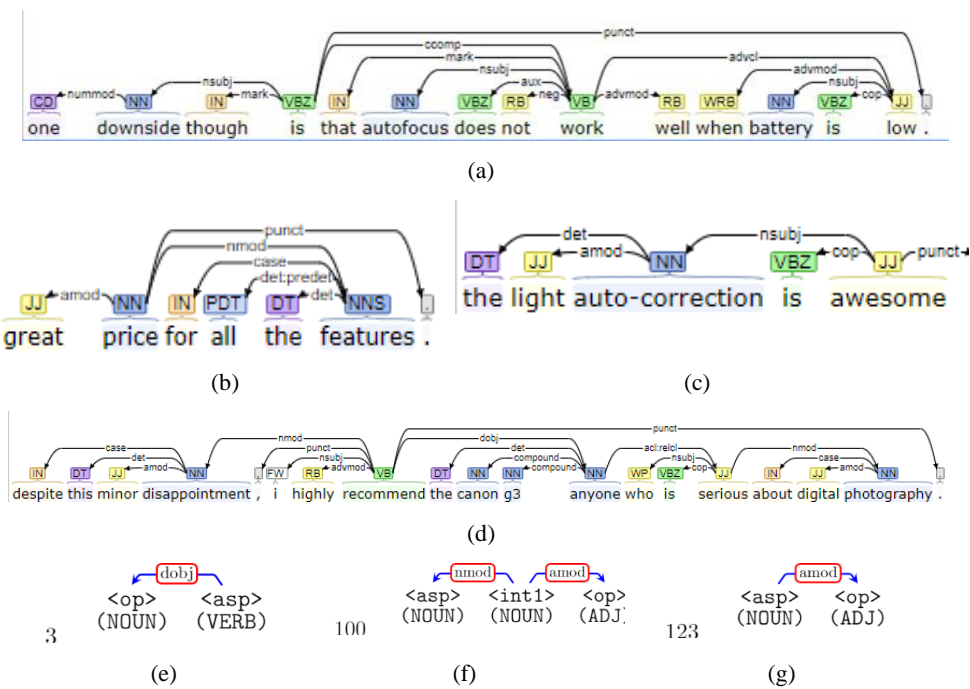 punct
ccomp
mark advcl
nsubj nsubj advmod
aux nsubj
CD nummod NN IN mark VBZ IN NN VBZ RB neg VB advmod RB WRB NN VBZ cop JJ .
one downside though is that autofocus does not work well when battery is low .
(a)
punct
nmod
case
det:predet
JJ amod NN IN PDT DT det NNS .
great price for all the features .
(b)
det nsubj
DT JJ amod NN VBZ cop JJ punct
the light auto-correction is awesome
(c)
punct
nmod dobj
case punct det acl:relcl nmod
det nsubj compound nsubj case
IN DT JJ amod NN , FW RB advmod VB DT NN NN compound NN WP VBZ cop JJ IN JJ amod NN .
despite this minor disappointment , i highly recommend the canon g3 anyone who is serious about digital photography .
(d)
dobj
<op> <asp>
(NOUN) (VERB)
3
(e)
nmod amod
<asp> <int1> <op>
(NOUN) (NOUN) (ADJ)
100
(f)
amod
<asp> <op>
(NOUN) (ADJ)
123
(g)